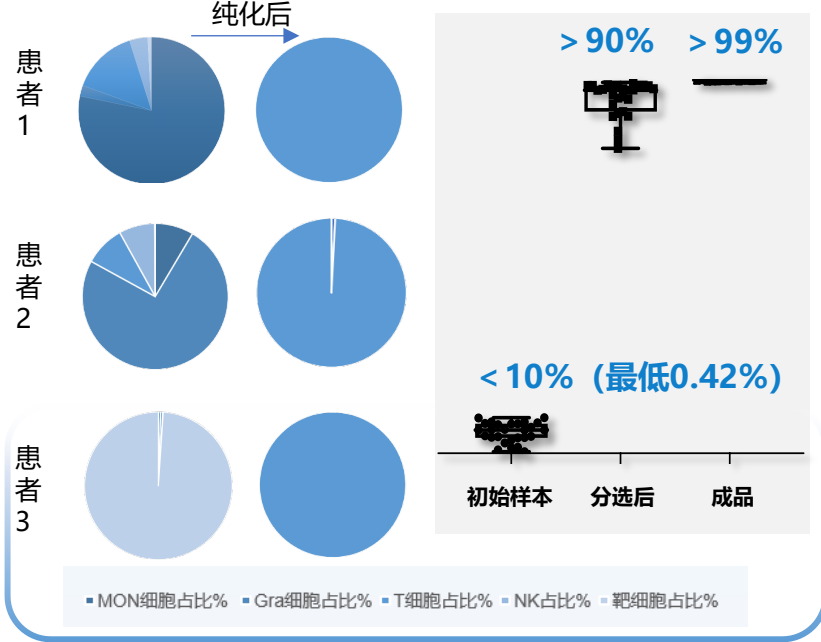 纯化后
患者1
患者2
患者3
＞90% ＞99%
＜10%（最低0.42%）
初始样本 分选后 成品
MON细胞占比% Gra细胞占比% T细胞占比% NK占比% 靶细胞占比%